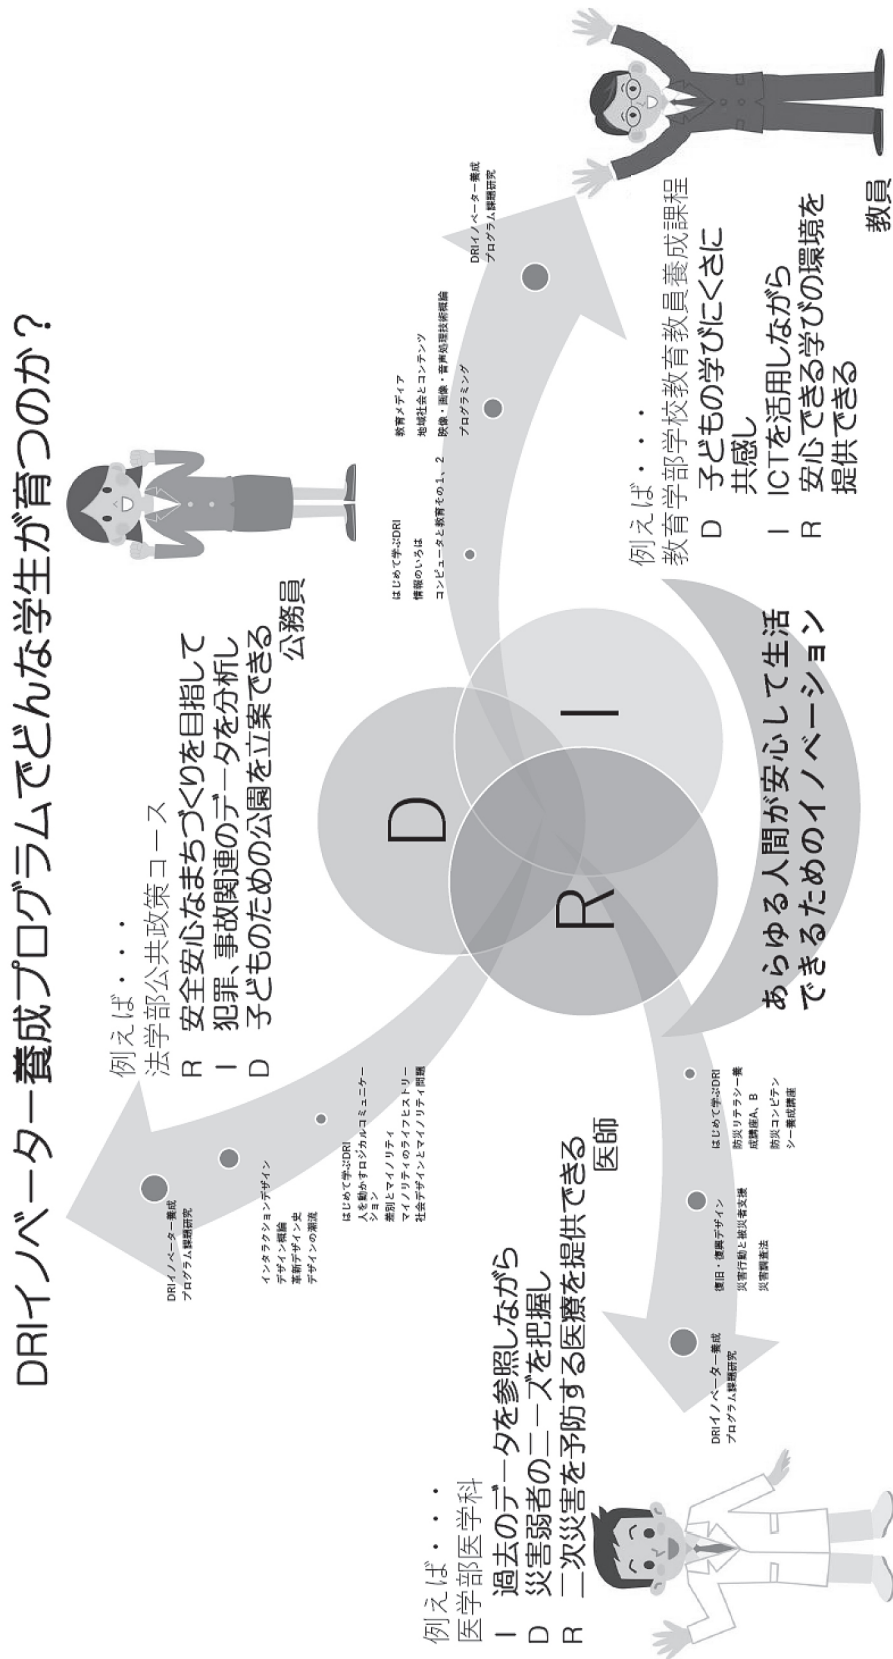 DRIイノベーター養成プログラムでどんな学生が育つのか？
例えば・・・
法学部公共政策コース
R 安全安心なまちづくりを目指して
I 犯罪、事故関連のデータを分析し
D 子どものための公園を立案できる
公務員
DRIイノベーター養成
プログラム課題研究
インタラクションデザイン
デザイン概論
革新デザイン史
デザインの潮流
はじめて学ぶDRI
人を動かすロジカルコミュニケー
ション
差別とマイノリティ
マイノリティのライフヒストリー
社会デザインとマイノリティ問題
はじめて学ぶDRI
情報のいろは
コンピュータと教育その１、２
教育メディア
地域社会とコンテンツ
映像・画像・音声処理技術概論
プログラミング
DRIイノベーター養成
プログラム課題研究
D
R
I
例えば・・・
医学部医学科
I 過去のデータを参照しながら
D 災害弱者のニーズを把握し
R 二次災害を予防する医療を提供できる
医師
はじめて学ぶDRI
防災リテラシー養
成講座A、B
防災コンピテン
シー養成講座
復旧・復興デザイン
災害行動と被災者支援
災害調査法
DRIイノベーター養成
プログラム課題研究
例えば・・・
教育学部学校教育教員養成課程
D 子どもの学びにくさに
共感し
I ICTを活用しながら
R 安心できる学びの環境を
提供できる
教員
あらゆる人間が安心して生活
できるためのイノベーション